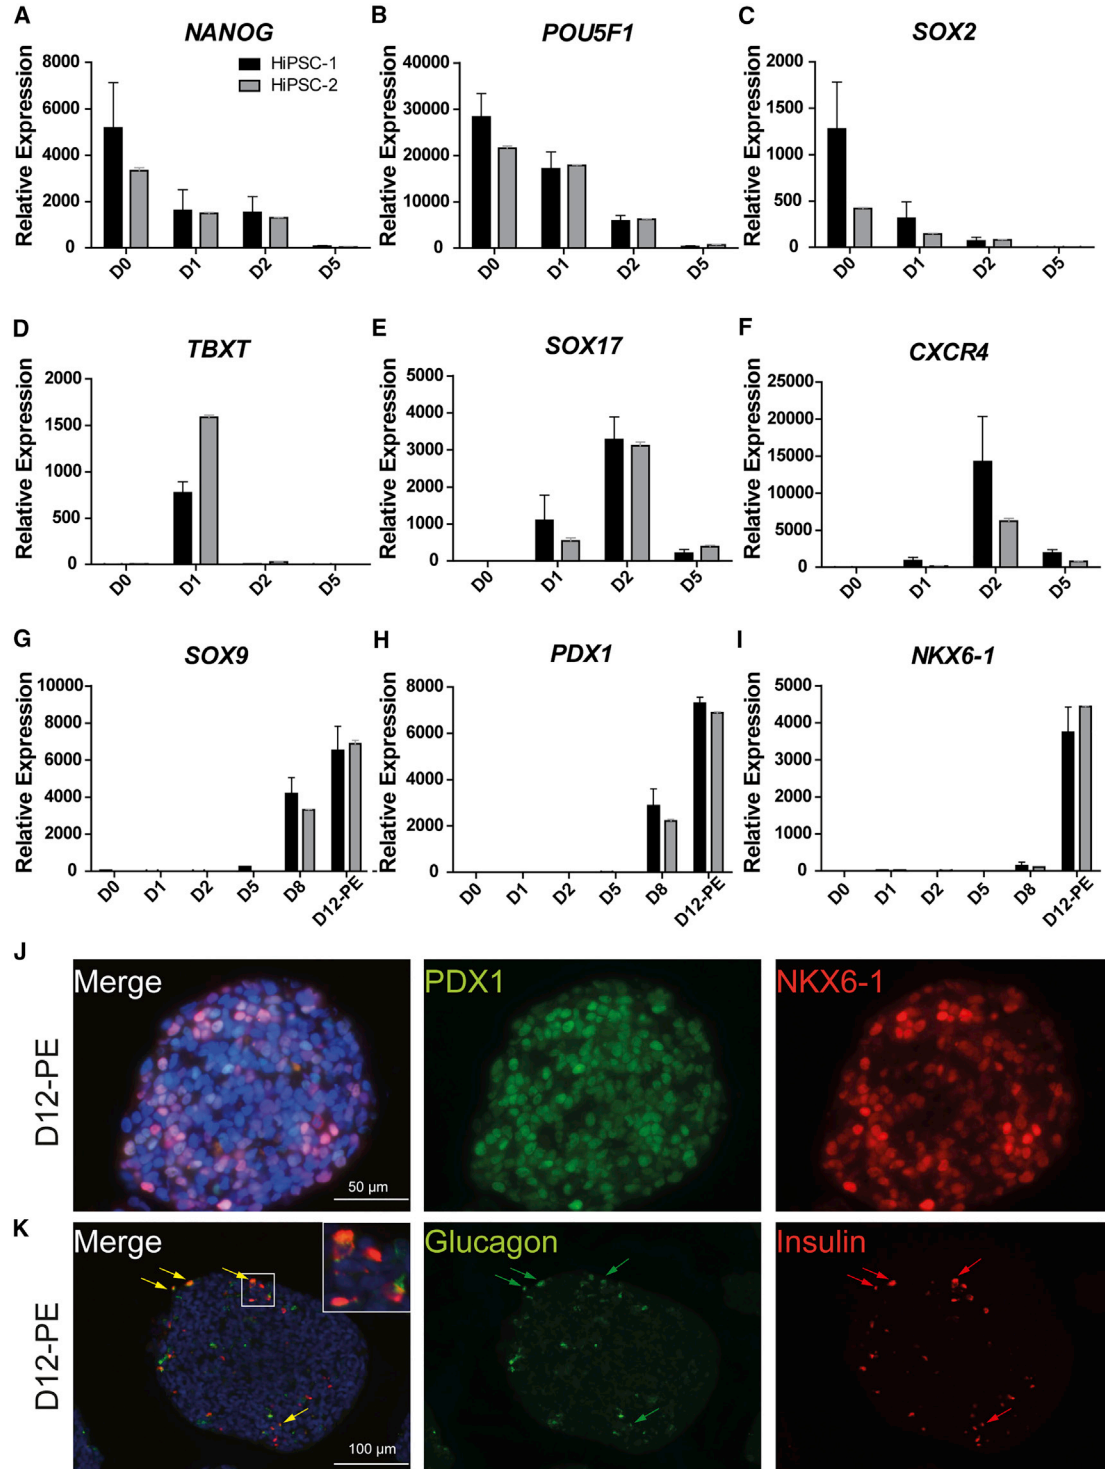 A
NANOG
Relative Expression
8000
6000
4000
2000
0
D0 D1 D2 D5
HiPSC-1
HiPSC-2
B
POU5F1
Relative Expression
40000
30000
20000
10000
0
D0 D1 D2 D5
C
SOX2
Relative Expression
2000
1500
1000
500
0
D0 D1 D2 D5
D
TBXT
Relative Expression
2000
1500
1000
500
0
D0 D1 D2 D5
E
SOX17
Relative Expression
5000
4000
3000
2000
1000
0
D0 D1 D2 D5
F
CXCR4
Relative Expression
25000
20000
15000
10000
5000
0
D0 D1 D2 D5
G
SOX9
Relative Expression
10000
8000
6000
4000
2000
0
D0 D1 D2 D5 D8 D12-PE
H
PDX1
Relative Expression
8000
6000
4000
2000
0
D0 D1 D2 D5 D8 D12-PE
I
NKX6-1
Relative Expression
5000
4000
3000
2000
1000
0
D0 D1 D2 D5 D8 D12-PE
J
D12-PE
Merge
50 µm
PDX1
NKX6-1
K
D12-PE
Merge
100 µm
Glucagon
Insulin